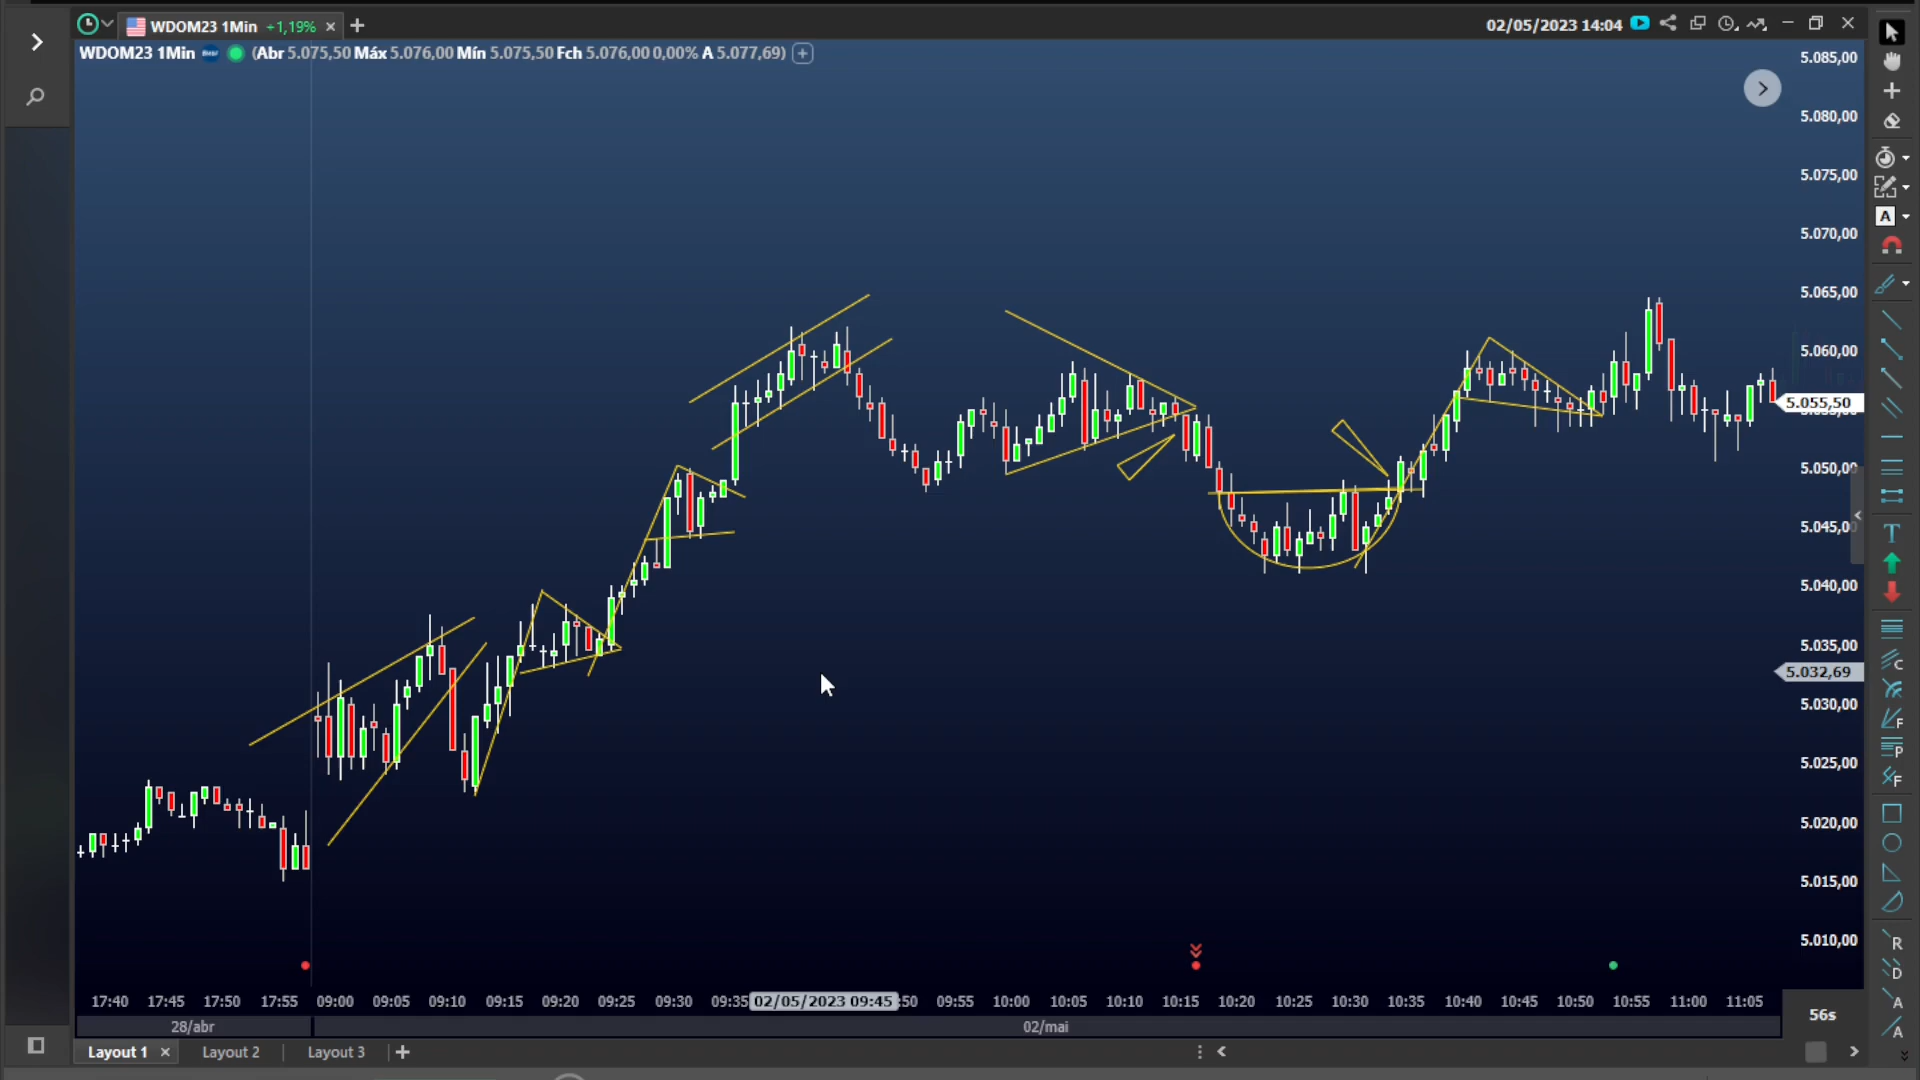 WDOM23 1Min +1,19%
02/05/2023 14:04
WDOM23 1Min (Abr 5.075,50 Máx 5.076,00 Mín 5.075,50 Fch 5.076,00 0,00% A 5.077,69)
5.085,00
5.080,00
5.075,00
5.070,00
5.065,00
5.060,00
5.055,50
5.050,00
5.045,00
5.040,00
5.035,00
5.032,69
5.030,00
5.025,00
5.020,00
5.015,00
5.010,00
A
T
C
F
P
F
R
D
A
A
17:40 17:45 17:50 17:55 09:00 09:05 09:10 09:15 09:20 09:25 09:30 09:35 02/05/2023 09:45 :50 09:55 10:00 10:05 10:10 10:15 10:20 10:25 10:30 10:35 10:40 10:45 10:50 10:55 11:00 11:05
56s
28/abr 02/mai
Layout 1 Layout 2 Layout 3